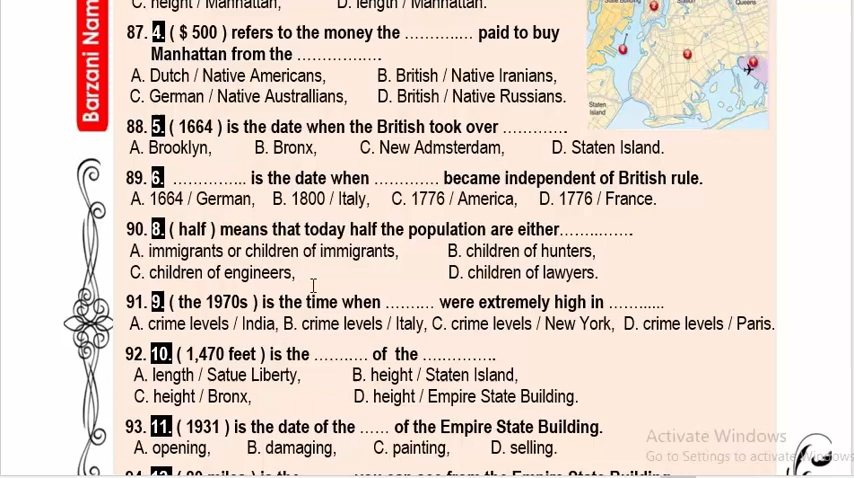 C. height / Manhattan, D. length / Manhattan.
87. 4. ( $ 500 ) refers to the money the ………..… paid to buy
Manhattan from the …………….
A. Dutch / Native Americans, B. British / Native Iranians,
C. German / Native Australlians, D. British / Native Russians.
88. 5. ( 1664 ) is the date when the British took over ………….
A. Brooklyn, B. Bronx, C. New Admsterdam, D. Staten Island.
89. 6. ………….. is the date when ………… became independent of British rule.
A. 1664 / German, B. 1800 / Italy, C. 1776 / America, D. 1776 / France.
90. 8. ( half ) means that today half the population are either……..…….
A. immigrants or children of immigrants, B. children of hunters,
C. children of engineers, D. children of lawyers.
91. 9. ( the 1970s ) is the time when ……..… were extremely high in …….....
A. crime levels / India, B. crime levels / Italy, C. crime levels / New York, D. crime levels / Paris.
92. 10. ( 1,470 feet ) is the ……..… of the …………..
A. length / Satue Liberty, B. height / Staten Island,
C. height / Bronx, D. height / Empire State Building.
93. 11. ( 1931 ) is the date of the …… of the Empire State Building.
A. opening, B. damaging, C. painting, D. selling.
Barzani Nam
Staten
Island
Queens
Activate Windows
Go to Settings to activate Windows